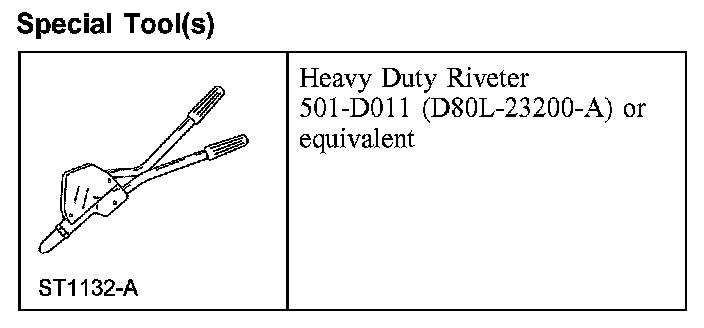 Special Tool(s)
Heavy Duty Riveter
501-D011 (D80L-23200-A) or
equivalent
ST1132-A